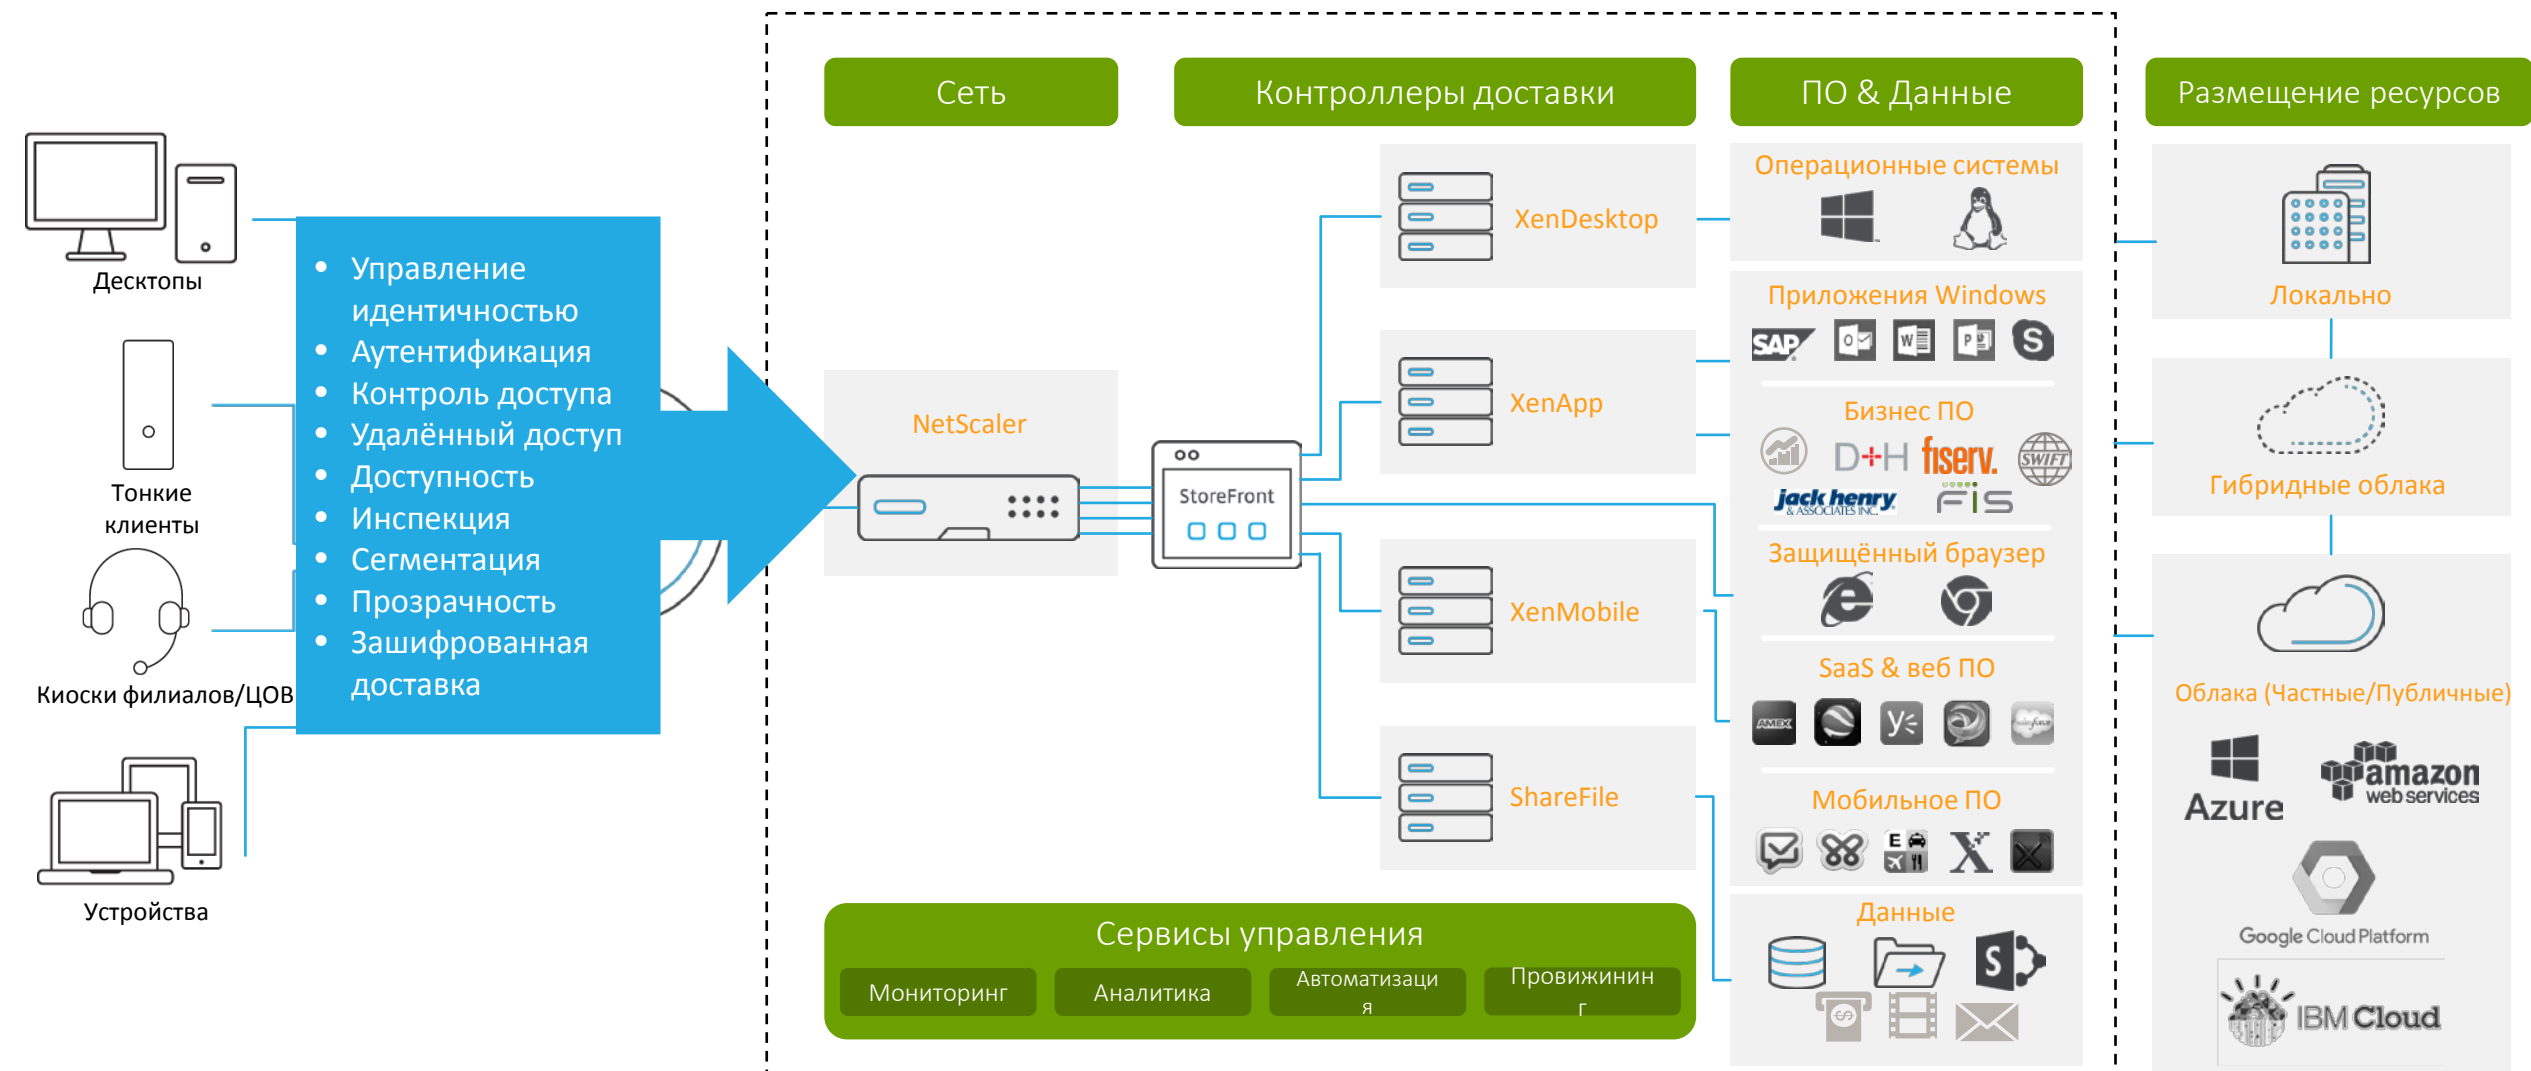 Сеть
Контроллеры доставки
ПО & Данные
Размещение ресурсов
Десктопы
Тонкие
клиенты
Киоски филиалов/ЦОВ
Устройства
• Управление
идентичностью
• Аутентификация
• Контроль доступа
• Удалённый доступ
• Доступность
• Инспекция
• Сегментация
• Прозрачность
• Зашифрованная
доставка
NetScaler
StoreFront
XenDesktop
XenApp
XenMobile
ShareFile
Операционные системы
Приложения Windows
SAP
Бизнес ПО
D+H
fiserv.
SWIFT
jack henry
& ASSOCIATES INC.
FIS
Защищённый браузер
SaaS & веб ПО
AMEX
salesforce
Мобильное ПО
Данные
Локально
Гибридные облака
Облака (Частные/Публичные)
Azure
amazon
web services
Google Cloud Platform
IBM Cloud
Сервисы управления
Мониторинг
Аналитика
Автоматизаци
я
Провижинин
г